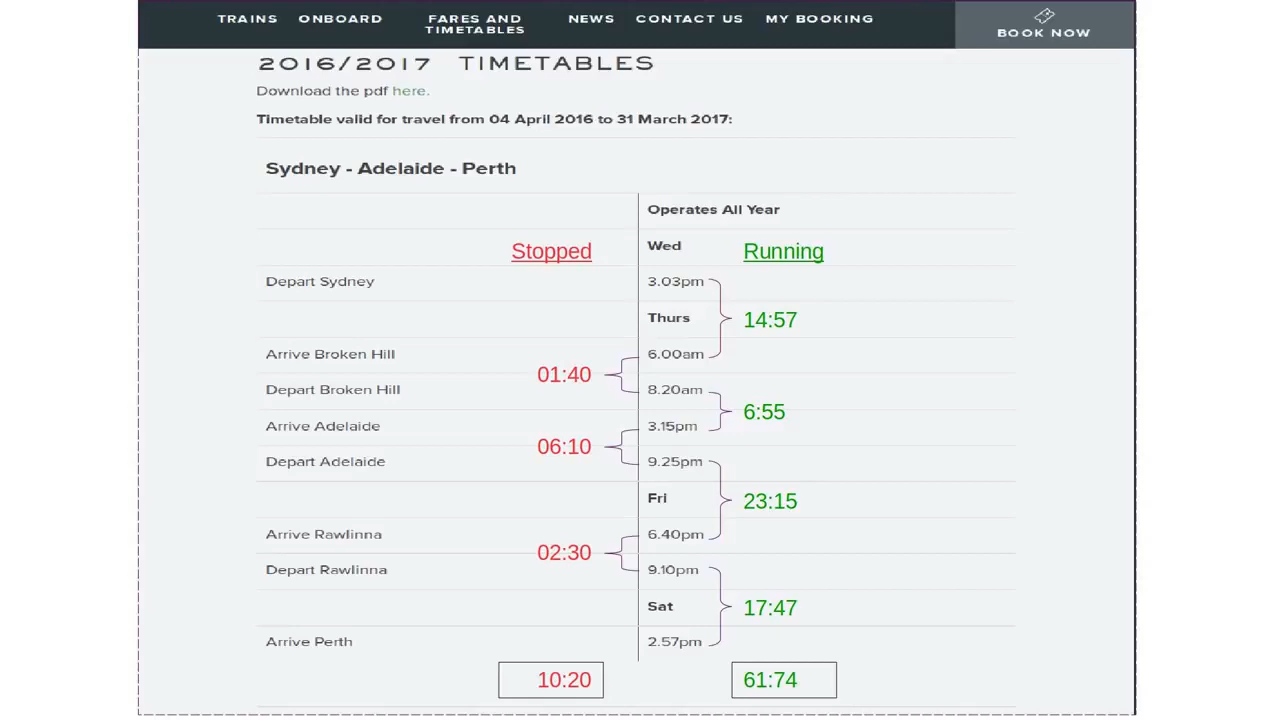 TRAINS ONBOARD FARES AND TIMETABLES NEWS CONTACT US MY BOOKING BOOK NOW
2016/2017 TIMETABLES
Download the pdf here.
Timetable valid for travel from 04 April 2016 to 31 March 2017:
Sydney - Adelaide - Perth
Operates All Year
Stopped Wed Running
Depart Sydney 3.03pm
Thurs 14:57
Arrive Broken Hill 6.00am
01:40
Depart Broken Hill 8.20am
6:55
Arrive Adelaide 3.15pm
06:10
Depart Adelaide 9.25pm
Fri 23:15
Arrive Rawlinna 6.40pm
02:30
Depart Rawlinna 9.10pm
Sat 17:47
Arrive Perth 2.57pm
10:20 61:74